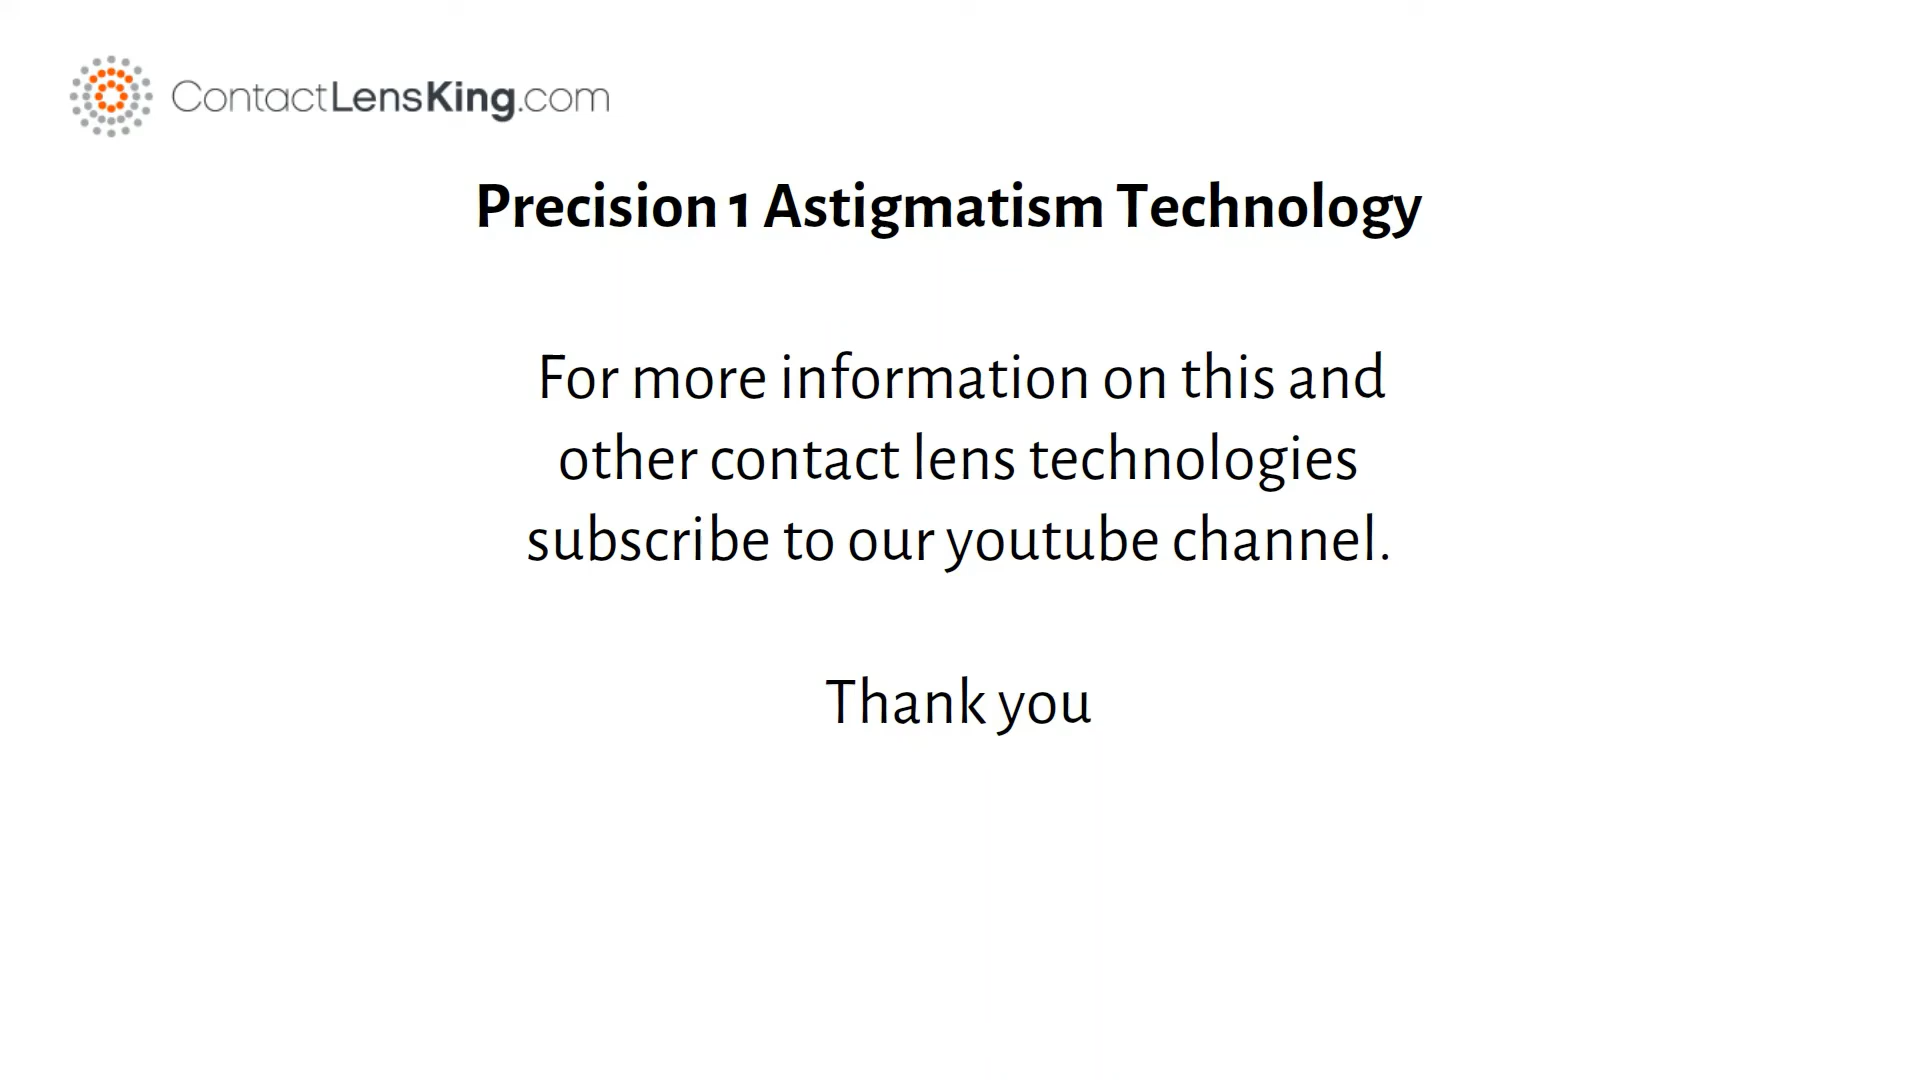 ContactLensKing.com
Precision 1 Astigmatism Technology
For more information on this and
other contact lens technologies
subscribe to our youtube channel.
Thank you